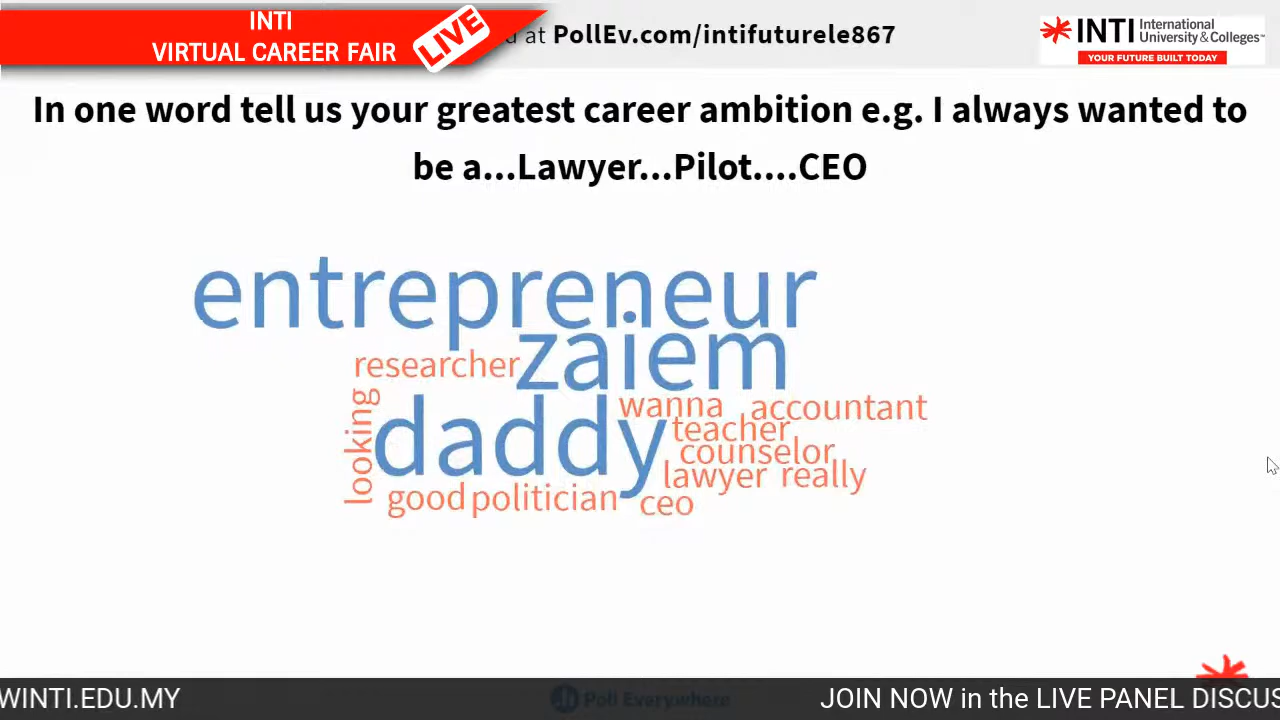 INTI
VIRTUAL CAREER FAIR
LIVE
at PollEv.com/intifuturele867
INTI International
University & Colleges
YOUR FUTURE BUILT TODAY
In one word tell us your greatest career ambition e.g. I always wanted to
be a...Lawyer...Pilot....CEO
entrepreneur
zaiem
researcher
looking
daddy
wanna
accountant
teacher
counselor
lawyer
really
good
politician
ceo
WINTI.EDU.MY
Poll Everywhere
JOIN NOW in the LIVE PANEL DISCUS